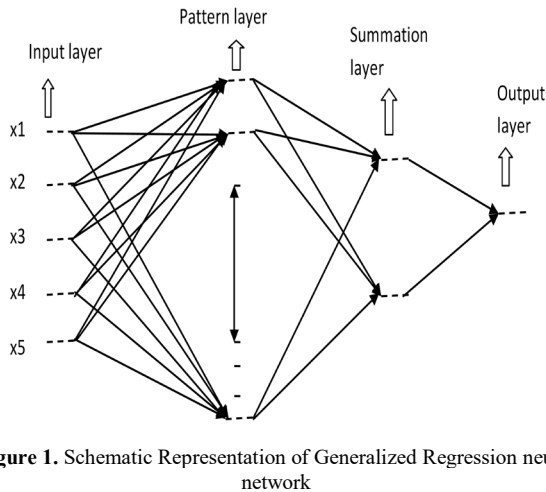 Pattern layer
Summation
layer
Input layer
Output
layer
x1
x2
x3
x4
x5
gure 1. Schematic Representation of Generalized Regression neu
network